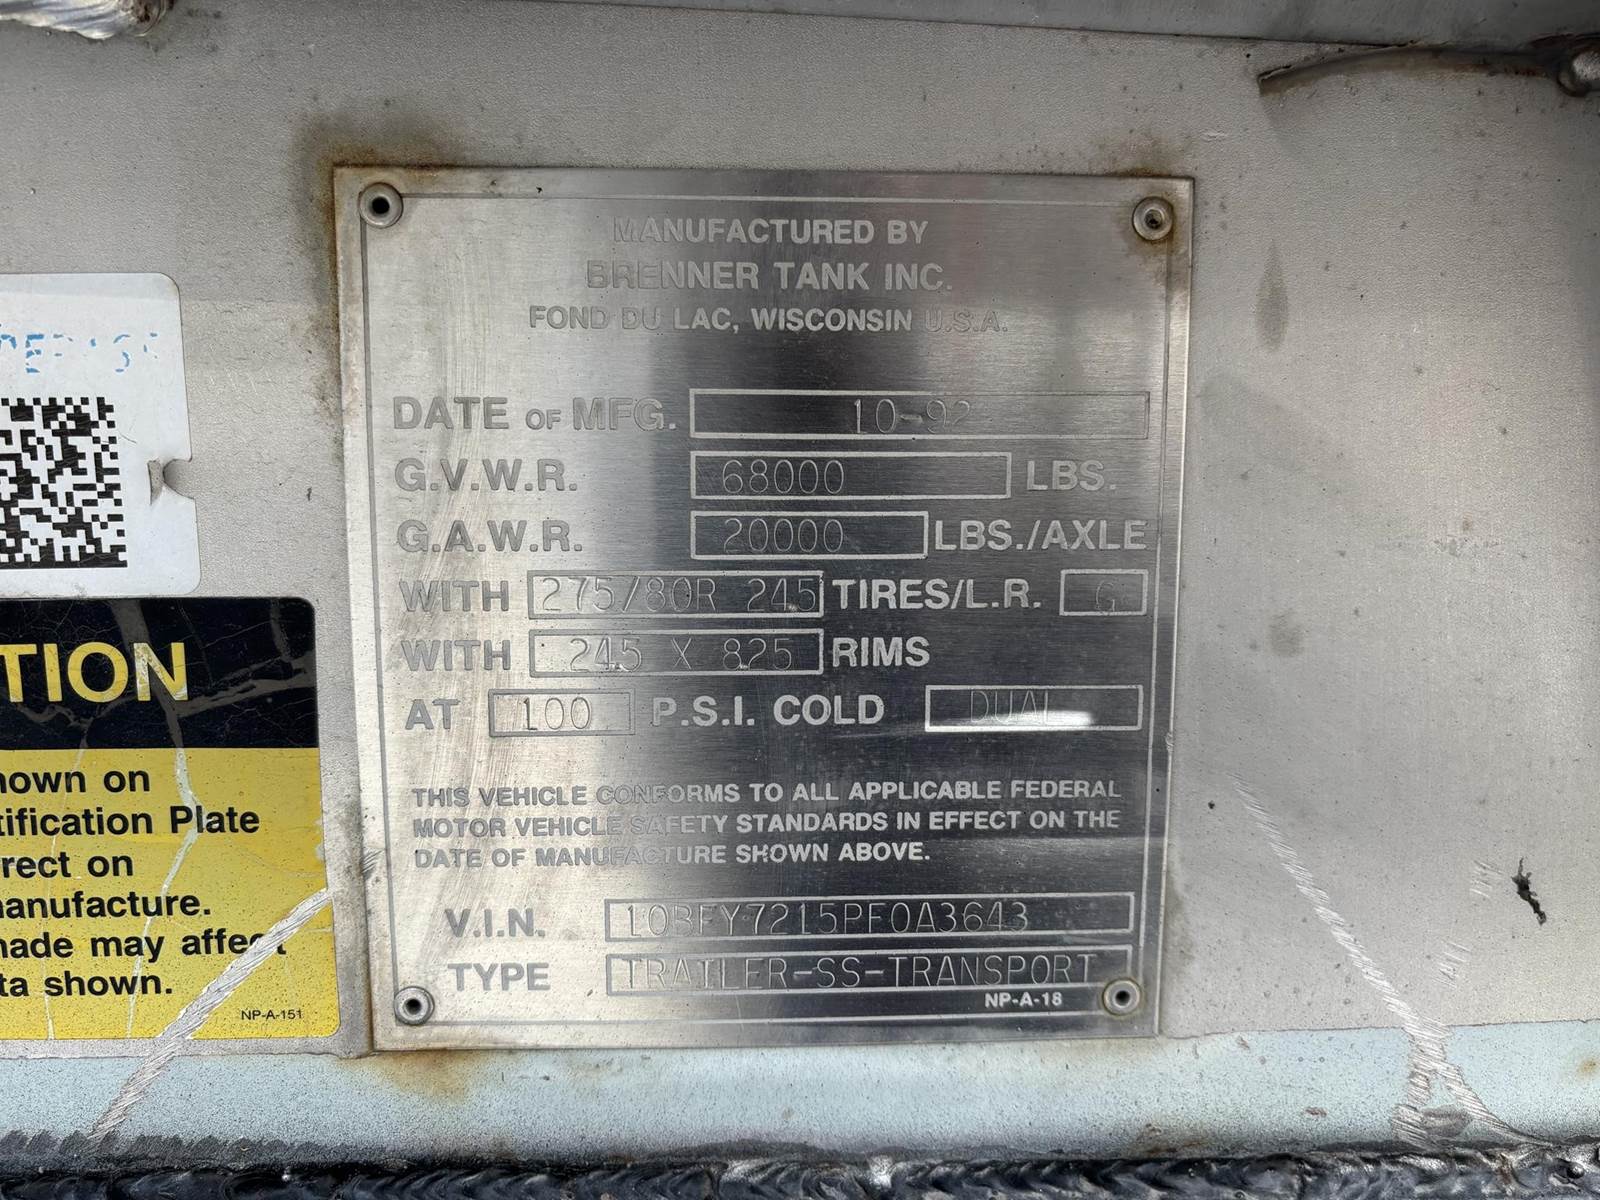 MANUFACTURED BY
BRENNER TANK INC.
FOND DU LAC, WISCONSIN U.S.A.
DATE OF MFG. 10-92
G.V.W.R. 68000 LBS.
G.A.W.R. 20000 LBS./AXLE
WITH 275/80R 245 TIRES/L.R. G
WITH 245 X 825 RIMS
AT 100 P.S.I. COLD DUAL
THIS VEHICLE CONFORMS TO ALL APPLICABLE FEDERAL
MOTOR VEHICLE SAFETY STANDARDS IN EFFECT ON THE
DATE OF MANUFACTURE SHOWN ABOVE.
V.I.N. 10BFY7215PF0A3643
TYPE TRAILER-SS-TRANSPORT
NP-A-18
TION
hown on
tification Plate
rrect on
manufacture.
made may affect
ta shown.
NP-A-151